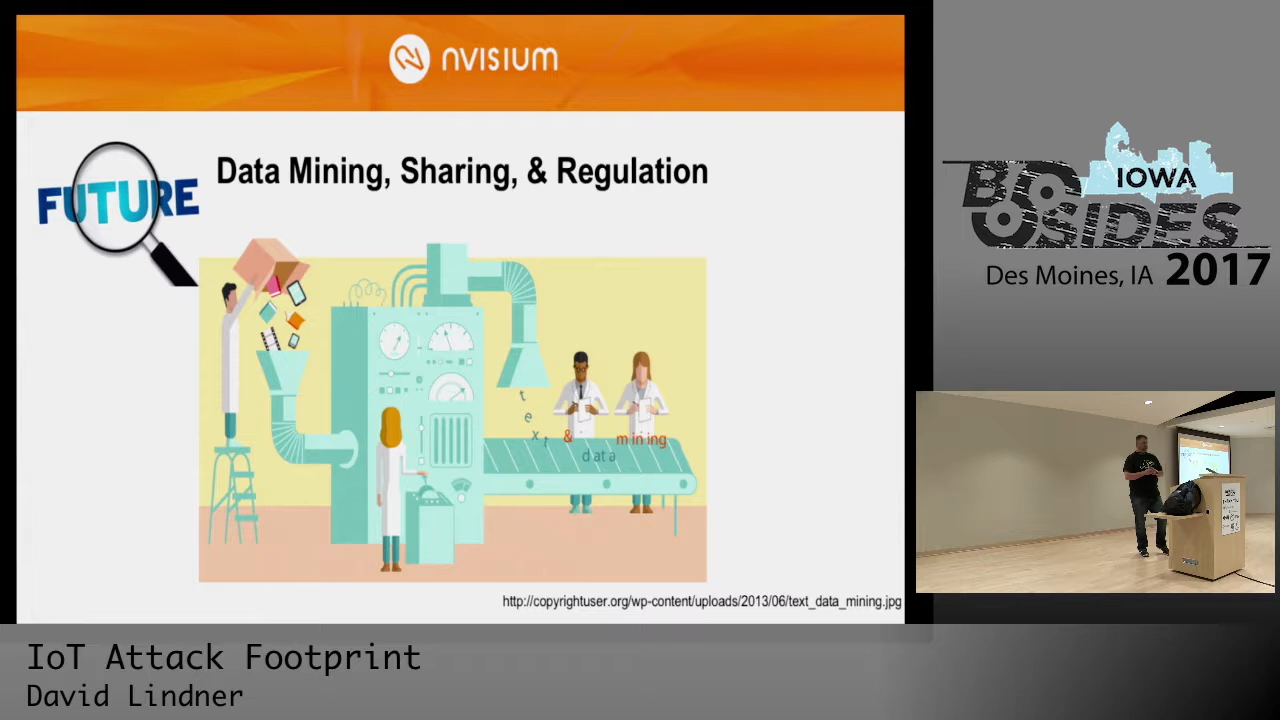 nVISIUM
FUTURE
Data Mining, Sharing, & Regulation
text & data mining
http://copyrightuser.org/wp-content/uploads/2013/06/text_data_mining.jpg
BSIDES
IOWA
Des Moines, IA 2017
IoT Attack Footprint
David Lindner